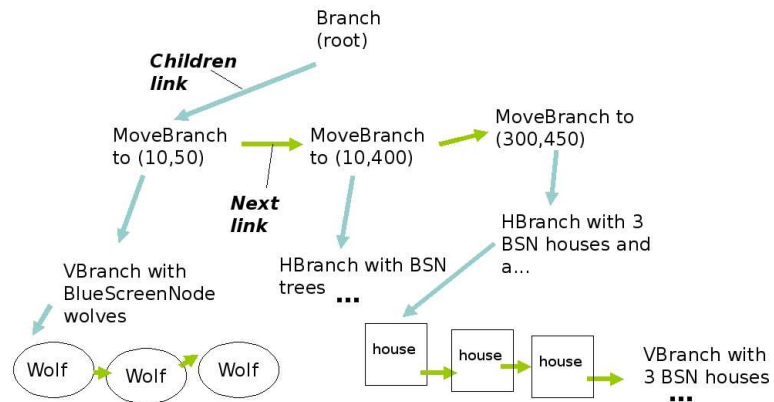 Branch
(root)
Children
link
MoveBranch
to (10,50)
MoveBranch
to (10,400)
MoveBranch to
(300,450)
Next
link
VBranch with
BlueScreenNode
wolves
HBranch with BSN
trees ...
HBranch with 3
BSN houses and
a...
Wolf
Wolf
Wolf
house
house
house
VBranch with
3 BSN houses
...